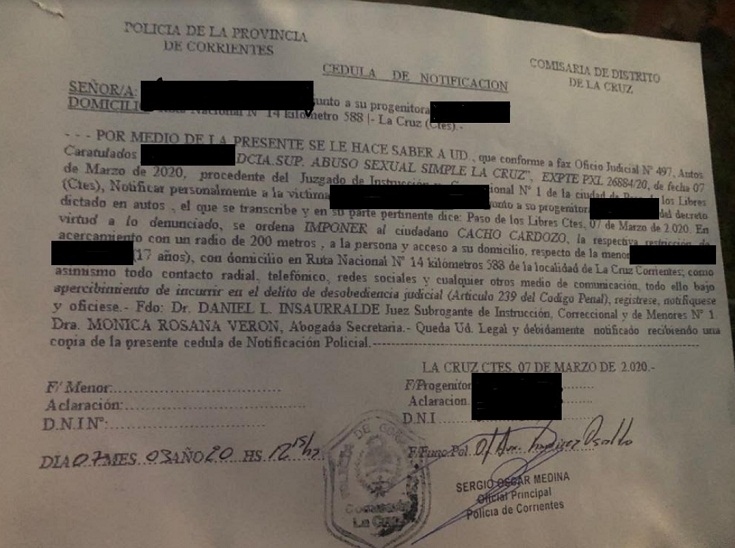 POLICIA DE LA PROVINCIA
DE CORRIENTES
COMISARIA DE DISTRITO
DE LA CRUZ
CEDULA DE NOTIFICACION
SEÑOR/A: junto a su progenitora
DOMICILIO Ruta Nacional N° 14 kilómetro 588 - La Cruz (Ctes).-
- - - POR MEDIO DE LA PRESENTE SE LE HACE SABER A UD., que conforme a fax Oficio Judicial N° 497, Autos
Caratulados DCIA.SUP. ABUSO SEXUAL SIMPLE LA CRUZ", EXPTE PXL 26884/20, de fecha 07
de Marzo de 2020, procedente del Juzgado de Instrucción y N° 1 de la ciudad de los Libres
(Ctes), Notificar personalmente a la victima junto a su progenitora del decreto
dictado en autos , el que se transcribe y en su parte pertinente dice: Paso de los Libres Ctes, 07 de Marzo de 2.020. En
virtud a lo denunciado, se ordena IMPONER al ciudadano CACHO CARDOZO, la respectiva restricción de
acercamiento con un radio de 200 metros , a la persona y acceso a su domicilio, respecto de la menor
(17 años), con domicilio en Ruta Nacional N° 14 kilómetros 588 de la localidad de La Cruz Corrientes; como
asimismo todo contacto radial, telefónico, redes sociales y cualquier otros medio de comunicación, todo ello bajo
apercibimiento de incurrir en el delito de desobediencia judicial (Articulo 239 del Codigo Penal), registrese, notifiquese
y oficiese.- Fdo: Dr. DANIEL L. INSAURRALDE Juez Subrogante de Instrucción, Correccional y de Menores N° 1.
Dra. MONICA ROSANA VERON, Abogada Secretaria.- Queda Ud. Legal y debidamente notificado recibiendo una
copia de la presente cedula de Notificación Policial.---
LA CRUZ CTES, 07 DE MARZO DE 2.020.-
F/ Menor:
Aclaración:
D.N.I N°:
F/Progenitor
Aclaracion
D.N.I
DIA 07 MES 03 AÑO 20 HS 12 15 hs
F/Func Pol.
POLICIA DE
Comisaria
La Cruz
SERGIO OSCAR MEDINA
Oficial Principal
Policía de Corrientes